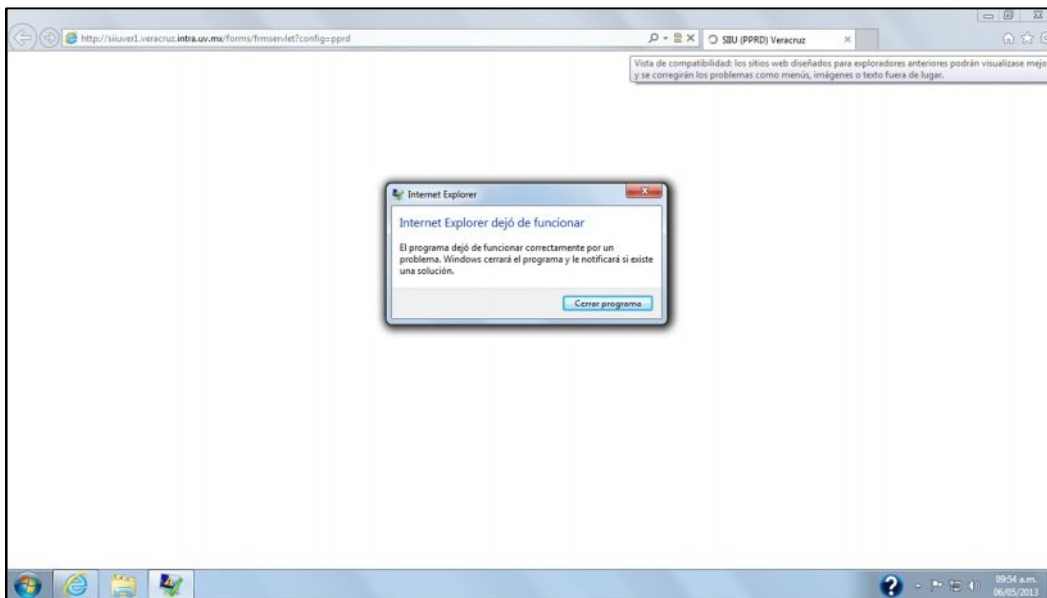 http://siiuver1.veracruz.intra.uv.mx/forms/frmservlet?config=pprd
SIIU (PPRD) Veracruz
Vista de compatibilidad: los sitios web diseñados para exploradores anteriores podrán visualizase mejo
y se corregirán los problemas como menús, imágenes o texto fuera de lugar.
Internet Explorer
Internet Explorer dejó de funcionar
El programa dejó de funcionar correctamente por un
problema. Windows cerrará el programa y le notificará si existe
una solución.
Cerrar programa
09:54 a.m.
06/05/2013